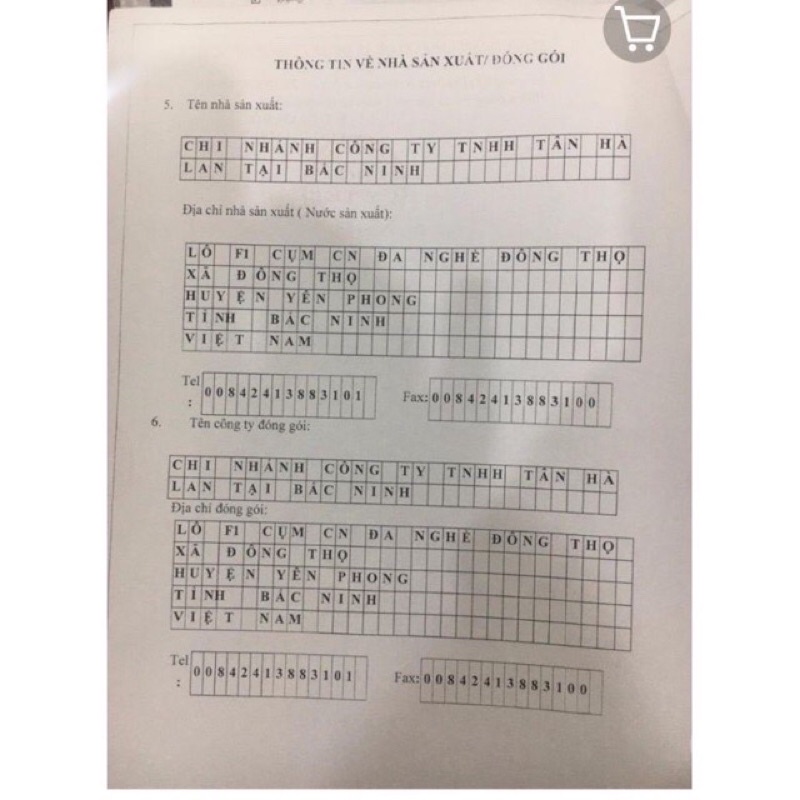 THÔNG TIN VỀ NHÀ SẢN XUẤT/ ĐÓNG GÓI
5. Tên nhà sản xuất:
CHI NHÁNH CÔNG TY TNHH TÂN HÀ
LAN TẠI BẮC NINH
Địa chỉ nhà sản xuất ( Nước sản xuất):
LÔ F1 CỤM CN ĐA NGHỀ ĐÔNG THỌ
XÃ ĐÔNG THỌ
HUYỆN YÊN PHONG
TỈNH BẮC NINH
VIỆT NAM
Tel : 00842413883101 Fax: 00842413883100
6. Tên công ty đóng gói:
CHI NHÁNH CÔNG TY TNHH TÂN HÀ
LAN TẠI BẮC NINH
Địa chỉ đóng gói:
LÔ F1 CỤM CN ĐA NGHỀ ĐÔNG THỌ
XÃ ĐÔNG THỌ
HUYỆN YÊN PHONG
TỈNH BẮC NINH
VIỆT NAM
Tel : 00842413883101 Fax: 00842413883100